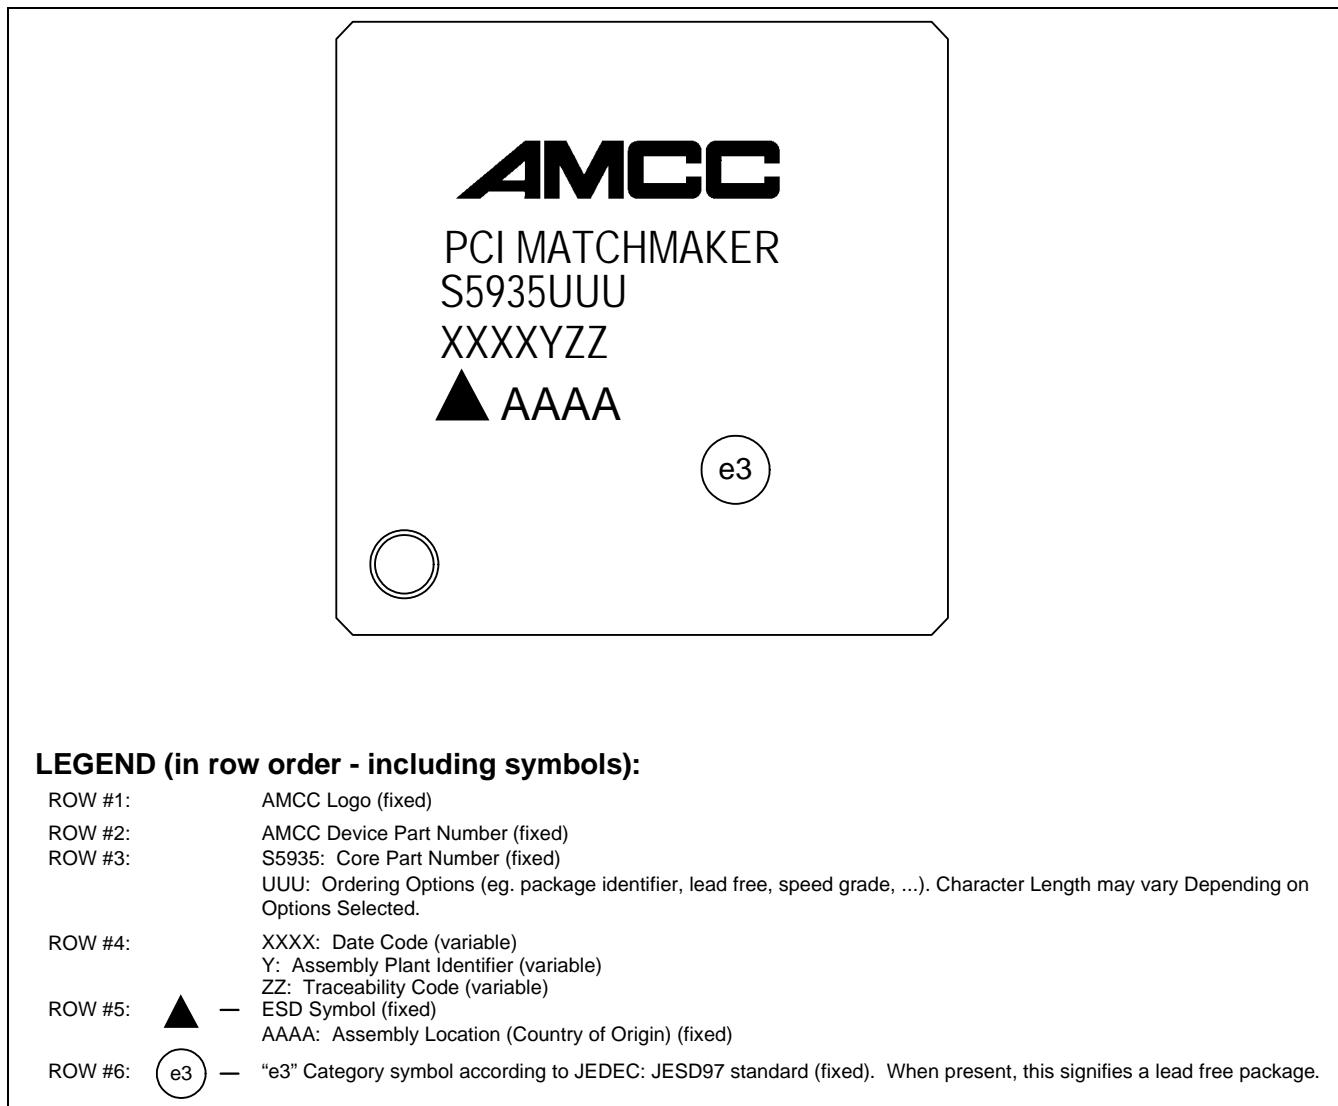 AMCC
PCI MATCHMAKER
S5935UUU
XXXXYZZ
AAAA
e3
LEGEND (in row order - including symbols):
ROW #1: AMCC Logo (fixed)
ROW #2: AMCC Device Part Number (fixed)
ROW #3: S5935: Core Part Number (fixed)
UUU: Ordering Options (eg. package identifier, lead free, speed grade, ...). Character Length may vary Depending on
Options Selected.
ROW #4: XXXX: Date Code (variable)
Y: Assembly Plant Identifier (variable)
ZZ: Traceability Code (variable)
ROW #5: — ESD Symbol (fixed)
AAAA: Assembly Location (Country of Origin) (fixed)
ROW #6: e3 — “e3” Category symbol according to JEDEC: JESD97 standard (fixed). When present, this signifies a lead free package.